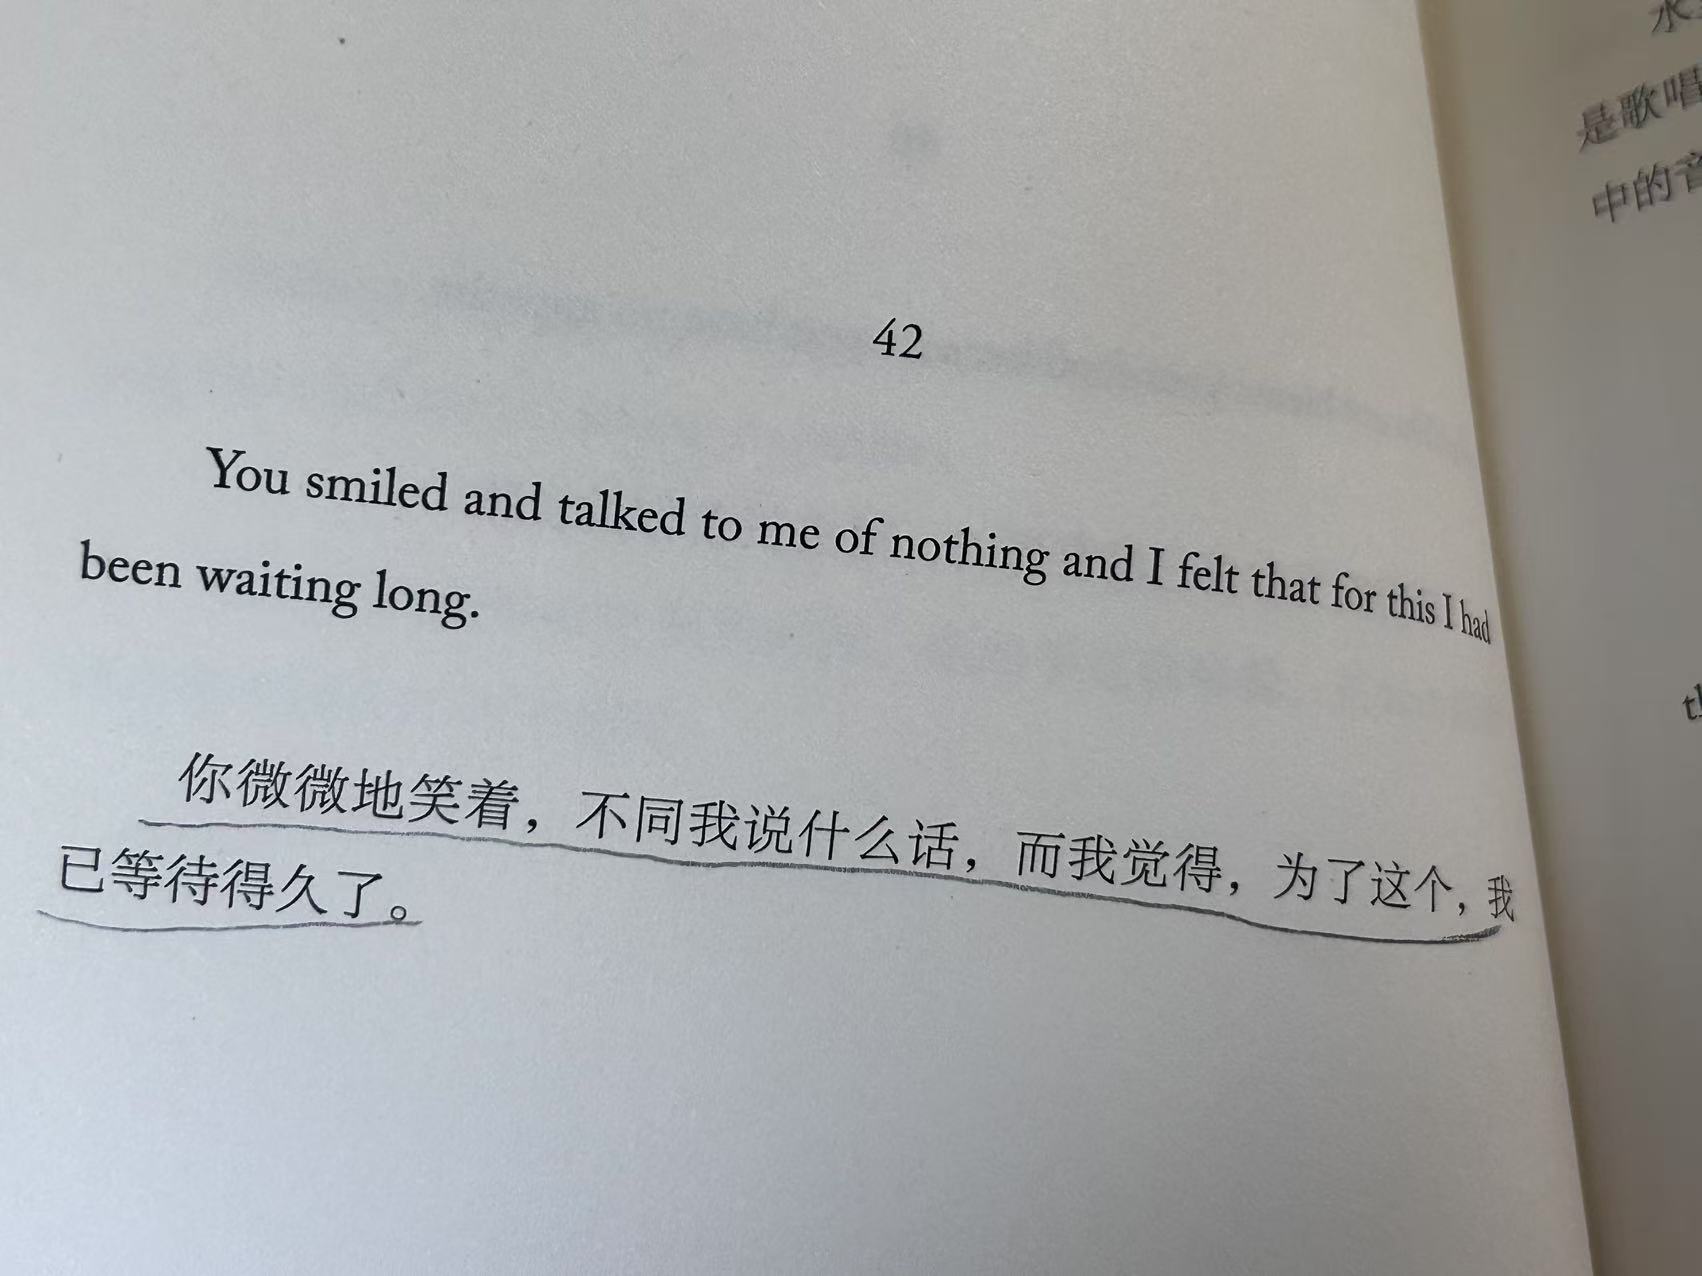 42
You smiled and talked to me of nothing and I felt that for this I had
been waiting long.
你微微地笑着，不同我说什么话，而我觉得，为了这个，我
已等待得久了。
是歌唱
中的音